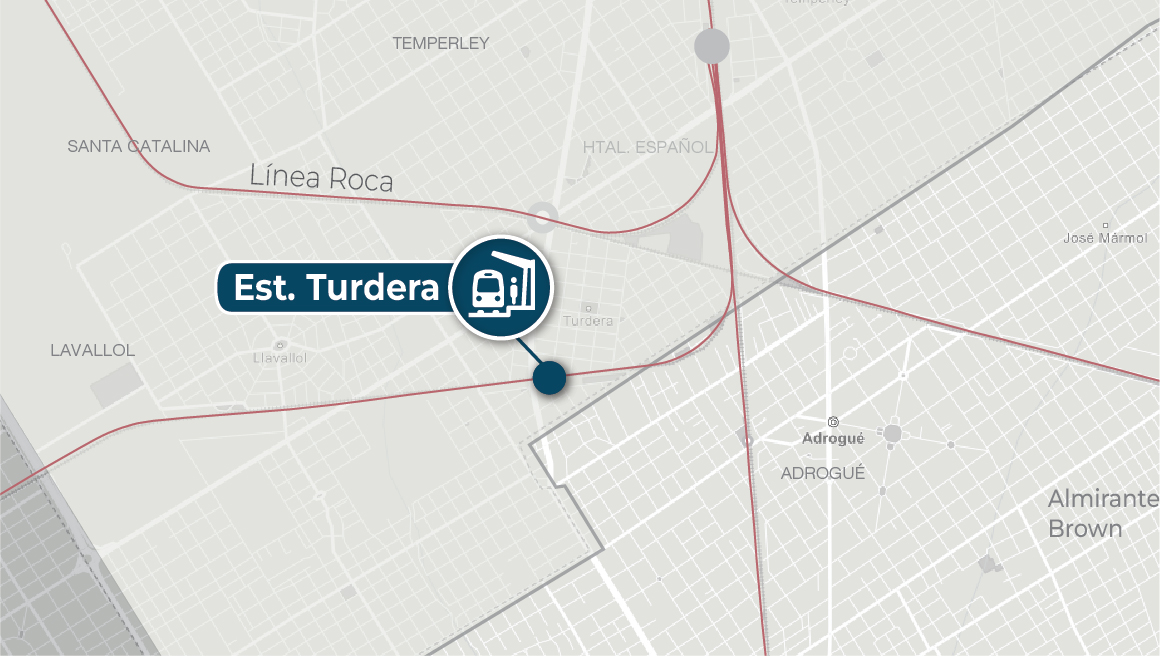 Temperley
TEMPERLEY
SANTA CATALINA
HTAL. ESPAÑOL
Línea Roca
José Mármol
Est. Turdera
Turdera
LAVALLOL
Llavallol
Adrogué
ADROGUÉ
Almirante
Brown